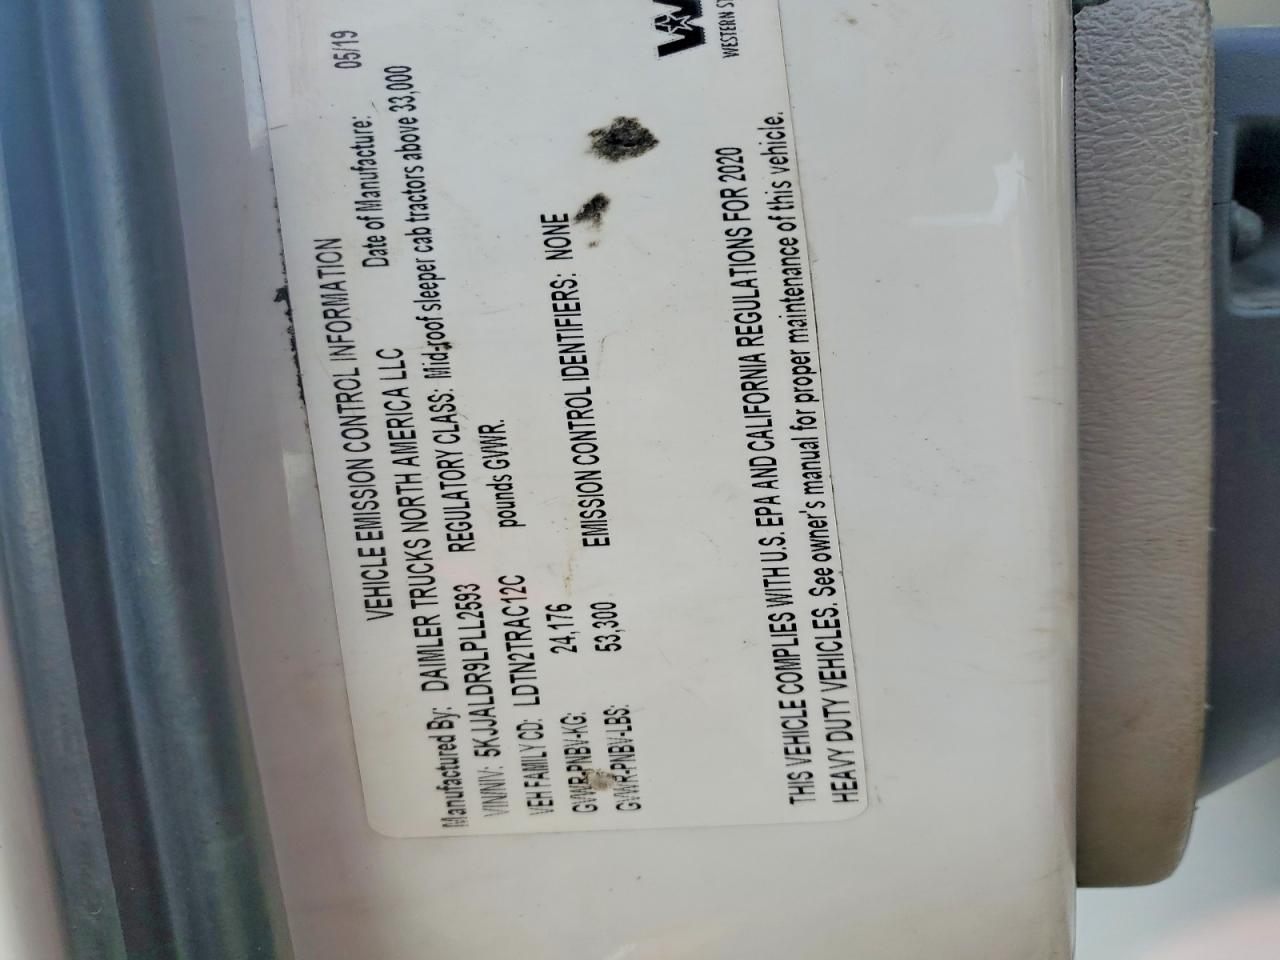 VEHICLE EMISSION CONTROL INFORMATION
Manufactured By: DAIMLER TRUCKS NORTH AMERICA LLC Date of Manufacture: 05/19
VIN/NIV: 5KJJALDR9LPLL2593 REGULATORY CLASS: Mid-roof sleeper cab tractors above 33,000
VEH FAMILY CD: LDTN2TRAC12C pounds GVWR.
GVWR-PNBV-KG: 24,176
GVWR-PNBV-LBS: 53,300 EMISSION CONTROL IDENTIFIERS: NONE
THIS VEHICLE COMPLIES WITH U.S. EPA AND CALIFORNIA REGULATIONS FOR 2020
HEAVY DUTY VEHICLES. See owner's manual for proper maintenance of this vehicle.
WESTERN